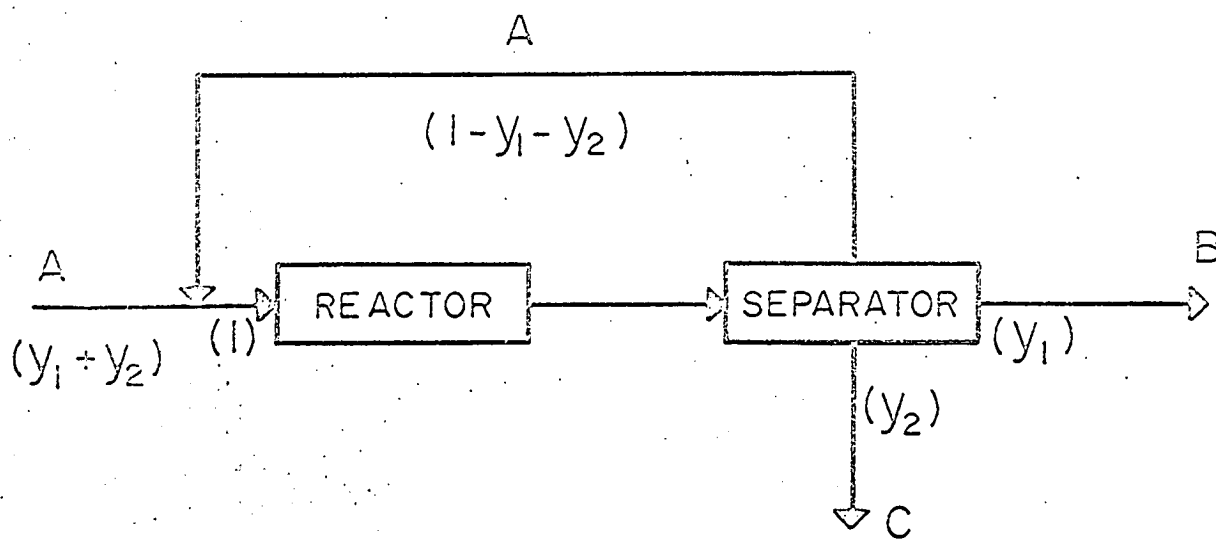 A
(1-y₁-y₂)
A
B
REACTOR
SEPARATOR
(y₁+y₂)
(1)
(y₁)
(y₂)
C